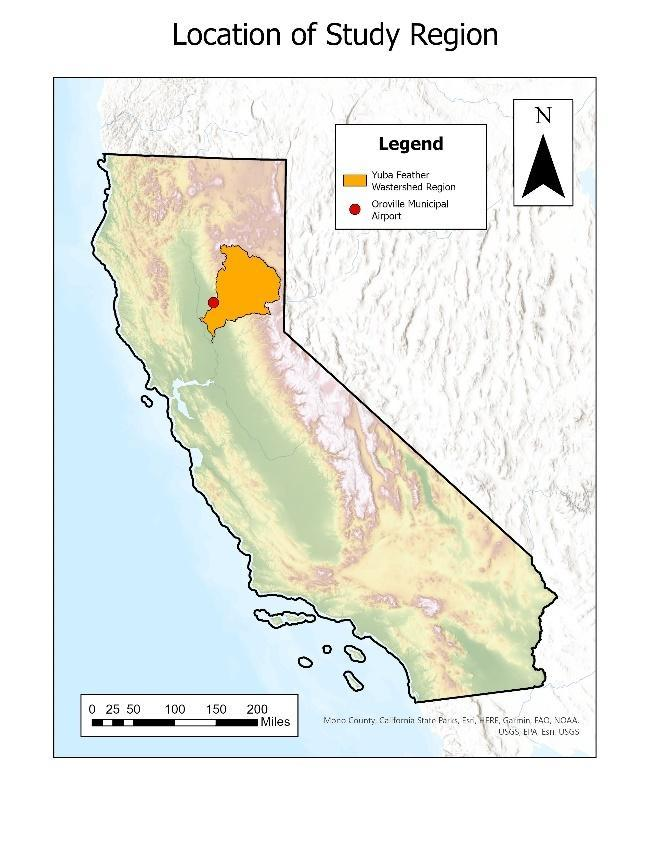 Location of Study Region
N
Legend
Yuba Feather
Wastershed Region
Oroville Municipal
Airport
0 25 50 100 150 200
Miles
Mono County, California State Parks, Esri, HERE, Garmin, FAO, NOAA,
USGS, EPA, Esri, USGS